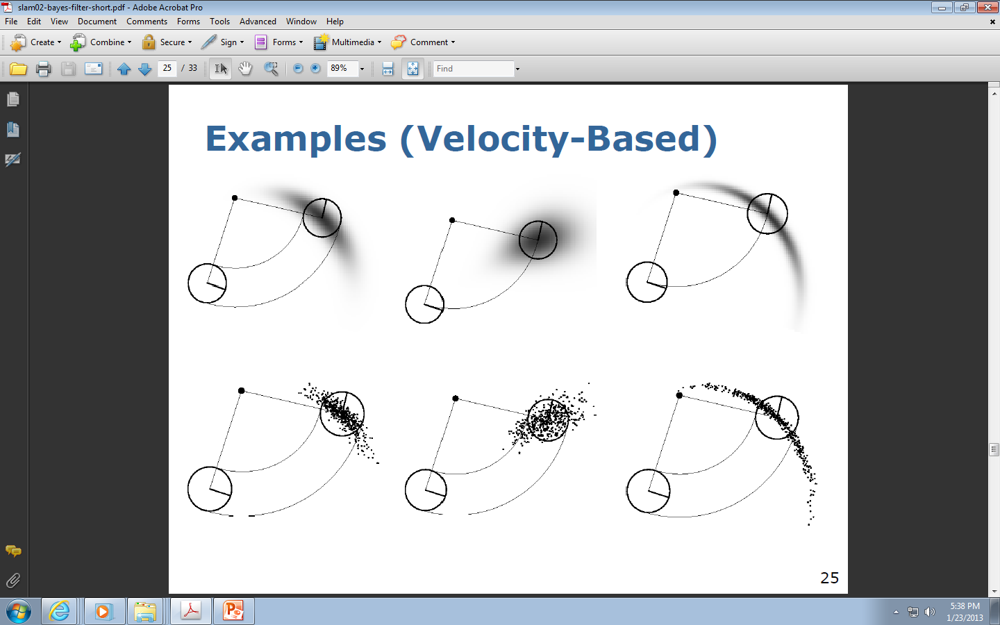 slam02-bayes-filter-short.pdf - Adobe Acrobat Pro
File Edit View Document Comments Forms Tools Advanced Window Help
Create Combine Secure Sign Forms Multimedia Comment
25 / 33 89% Find
Examples (Velocity-Based)
25
5:38 PM
1/23/2013